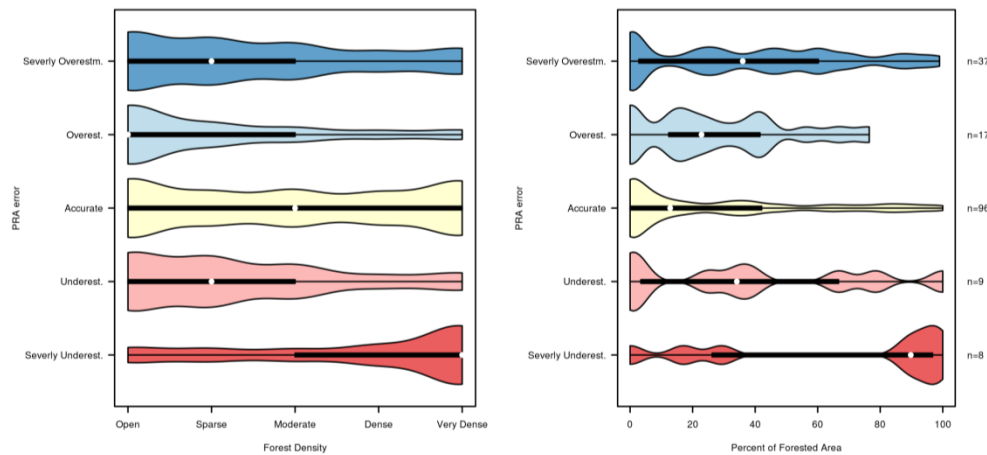 PRA error
Severly Overestm.
Overest.
Accurate
Underest.
Severly Underest.
Open Sparse Moderate Dense Very Dense
Forest Density
PRA error
Severly Overestm. n=37
Overest. n=17
Accurate n=96
Underest. n=9
Severly Underest. n=8
0 20 40 60 80 100
Percent of Forested Area